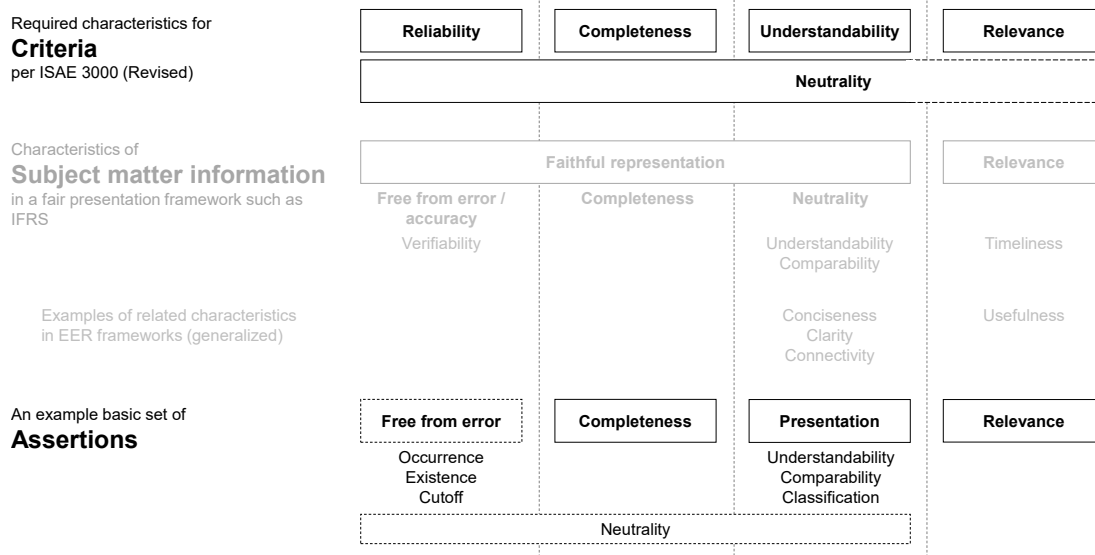 Required characteristics for
Criteria
per ISAE 3000 (Revised)
Reliability
Completeness
Understandability
Relevance
Neutrality
Characteristics of
Subject matter information
in a fair presentation framework such as
IFRS
Faithful representation
Relevance
Free from error /
accuracy
Completeness
Neutrality
Verifiability
Understandability
Comparability
Timeliness
Examples of related characteristics
in EER frameworks (generalized)
Conciseness
Clarity
Connectivity
Usefulness
An example basic set of
Assertions
Free from error
Completeness
Presentation
Relevance
Occurrence
Existence
Cutoff
Understandability
Comparability
Classification
Neutrality